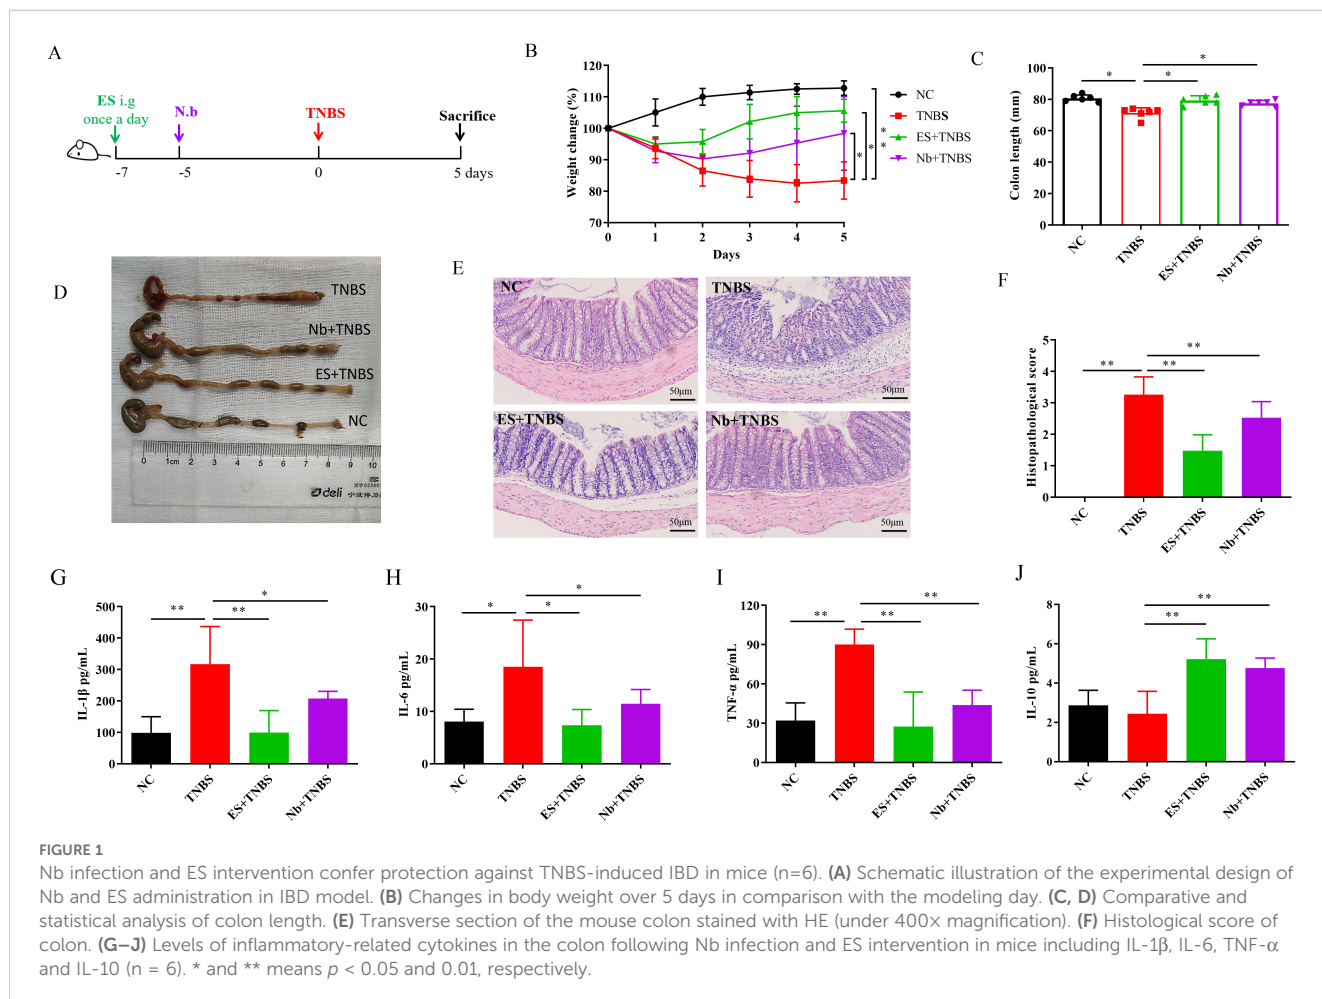 A
ES i.g
once a day
N.b
TNBS
Sacrifice
-7
-5
0
5 days
B
Weight change (%)
120
110
100
90
80
70
0
1
2
3
4
5
Days
NC
TNBS
ES+TNBS
Nb+TNBS
*
*
* *
C
Colon length (mm)
100
80
60
40
20
0
*
*
*
NC
TNBS
ES+TNBS
Nb+TNBS
D
TNBS
Nb+TNBS
ES+TNBS
NC
0 1cm 2 3 4 5 6 7 8 9 10
deli
E
NC
50μm
TNBS
50μm
ES+TNBS
50μm
Nb+TNBS
50μm
F
Histopathological score
5
4
3
2
1
0
**
**
**
NC
TNBS
ES+TNBS
Nb+TNBS
G
IL-1β pg/mL
500
400
300
200
100
0
**
**
*
NC
TNBS
ES+TNBS
Nb+TNBS
H
IL-6 pg/mL
30
20
10
0
*
*
*
NC
TNBS
ES+TNBS
Nb+TNBS
I
TNF-α pg/mL
120
90
60
30
0
**
**
**
NC
TNBS
ES+TNBS
Nb+TNBS
J
IL-10 pg/mL
8
6
4
2
0
**
**
NC
TNBS
ES+TNBS
Nb+TNBS
FIGURE 1
Nb infection and ES intervention confer protection against TNBS-induced IBD in mice (n=6). (A) Schematic illustration of the experimental design of
Nb and ES administration in IBD model. (B) Changes in body weight over 5 days in comparison with the modeling day. (C, D) Comparative and
statistical analysis of colon length. (E) Transverse section of the mouse colon stained with HE (under 400× magnification). (F) Histological score of
colon. (G–J) Levels of inflammatory-related cytokines in the colon following Nb infection and ES intervention in mice including IL-1β, IL-6, TNF-α
and IL-10 (n = 6). * and ** means p < 0.05 and 0.01, respectively.